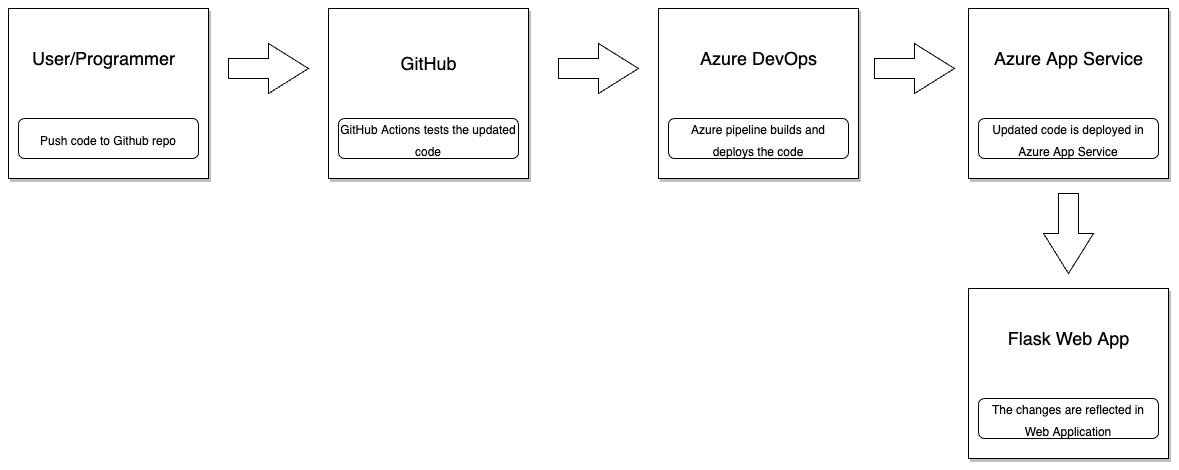 User/Programmer
Push code to Github repo
GitHub
GitHub Actions tests the updated
code
Azure DevOps
Azure pipeline builds and
deploys the code
Azure App Service
Updated code is deployed in
Azure App Service
Flask Web App
The changes are reflected in
Web Application